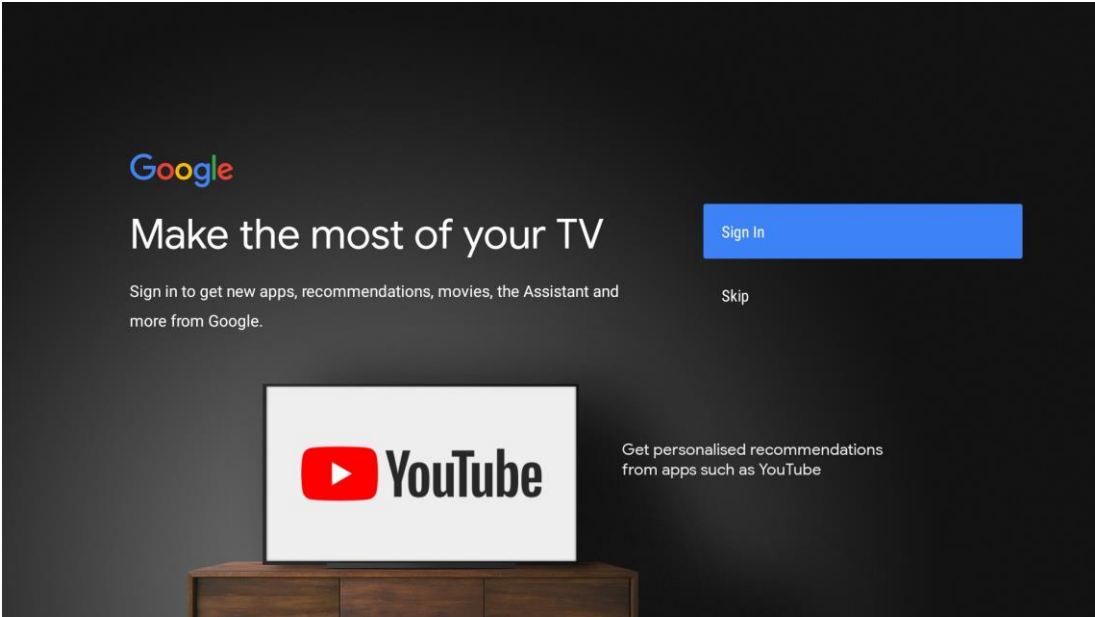 Google
Make the most of your TV
Sign in to get new apps, recommendations, movies, the Assistant and
more from Google.
Sign In
Skip
YouTube
Get personalised recommendations
from apps such as YouTube